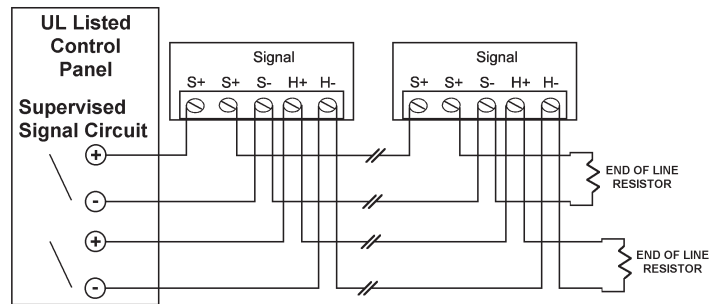 UL Listed
Control
Panel
Supervised
Signal Circuit
+
-
+
-
Signal
S+ S+ S- H+ H-
Signal
S+ S+ S- H+ H-
END OF LINE
RESISTOR
END OF LINE
RESISTOR